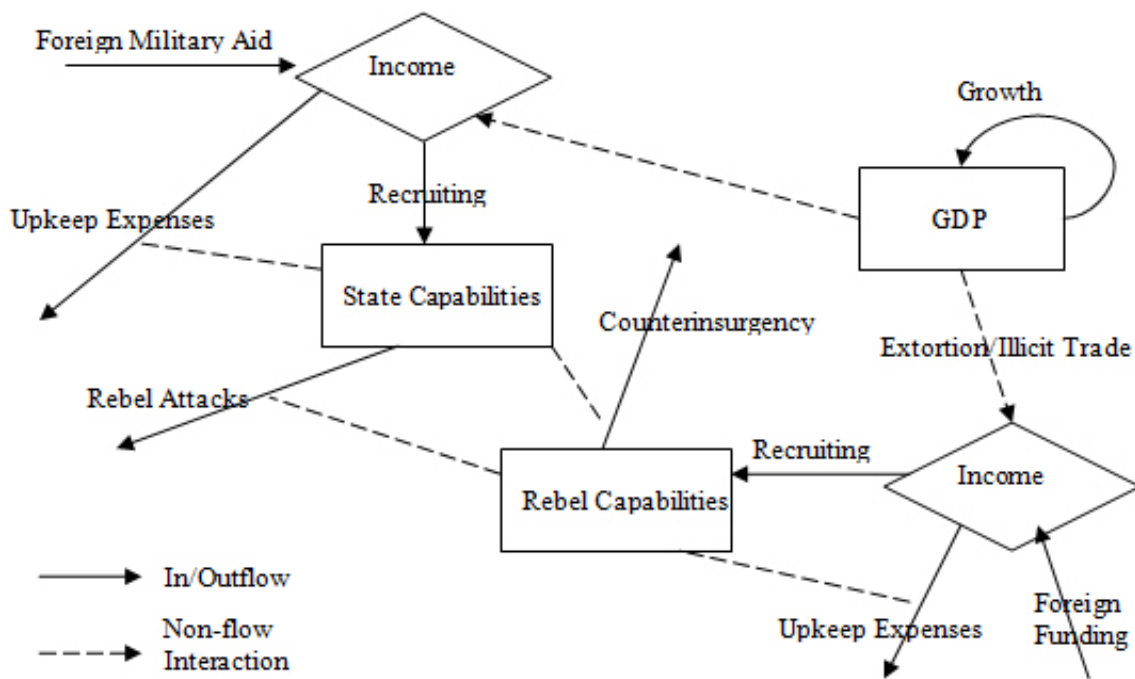 Foreign Military Aid
Income
Growth
Recruiting
GDP
Upkeep Expenses
State Capabilities
Counterinsurgency
Extortion/Illicit Trade
Rebel Attacks
Recruiting
Income
Rebel Capabilities
In/Outflow
Non-flow
Interaction
Upkeep Expenses
Foreign
Funding